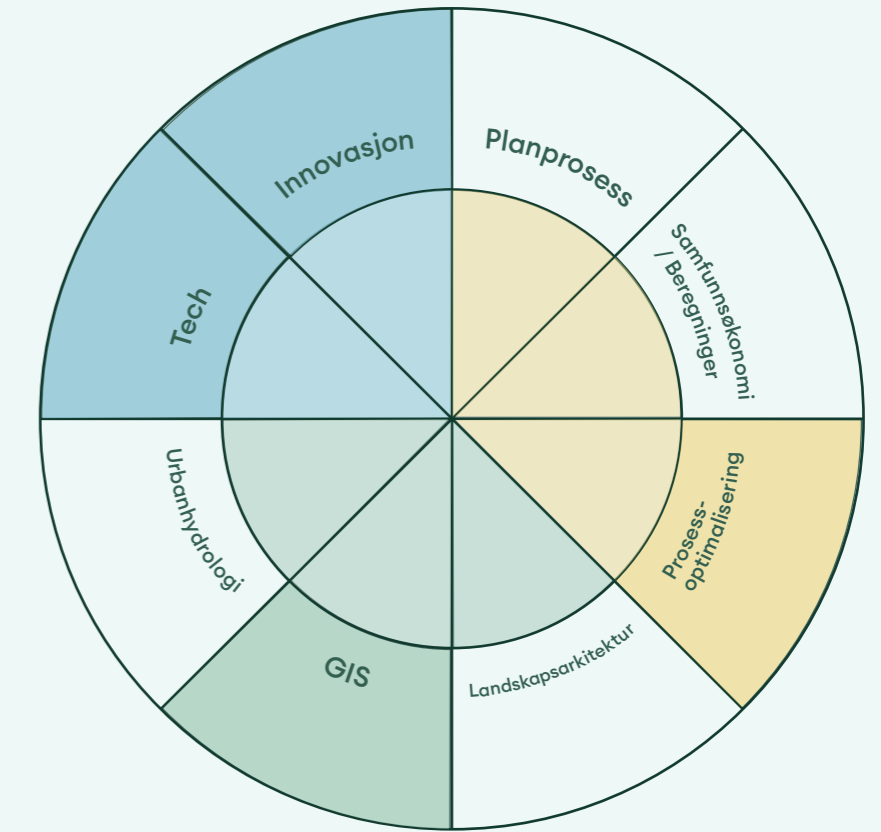 Planprosess
Samfunnsøkonomi
/ Beregninger
Prosess-
optimalisering
Landskapsarkitektur
GIS
Urbanhydrologi
Tech
Innovasjon